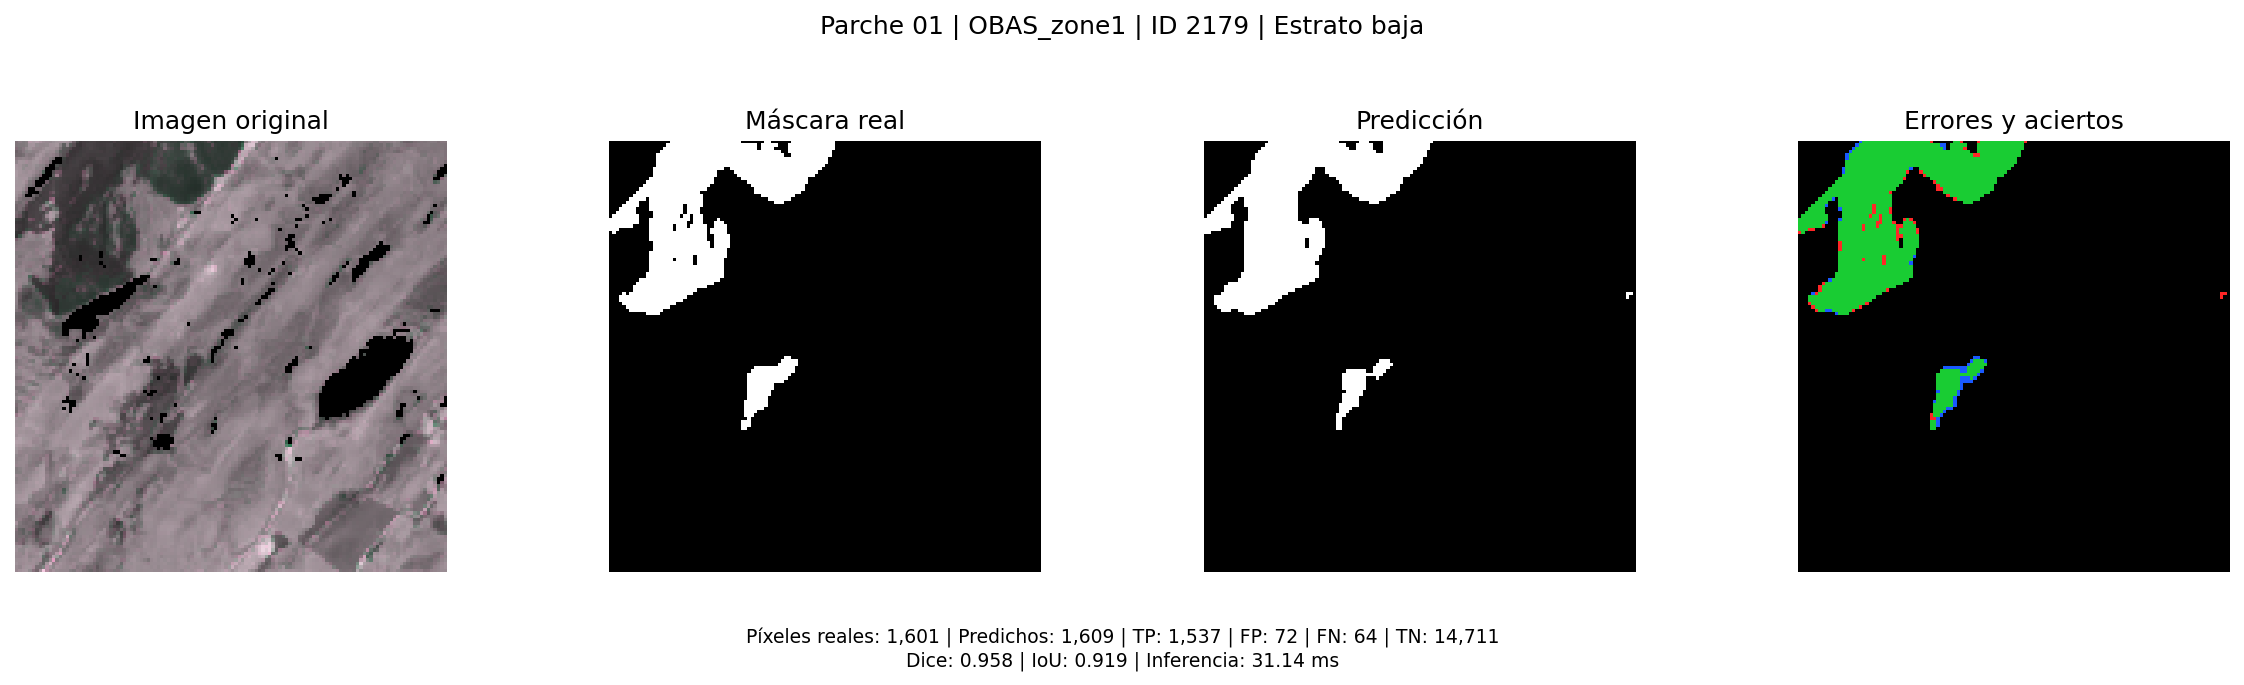 Parche 01 | OBAS_zone1 | ID 2179 | Estrato baja
Imagen original
Máscara real
Predicción
Errores y aciertos
Píxeles reales: 1,601 | Predichos: 1,609 | TP: 1,537 | FP: 72 | FN: 64 | TN: 14,711
Dice: 0.958 | IoU: 0.919 | Inferencia: 31.14 ms